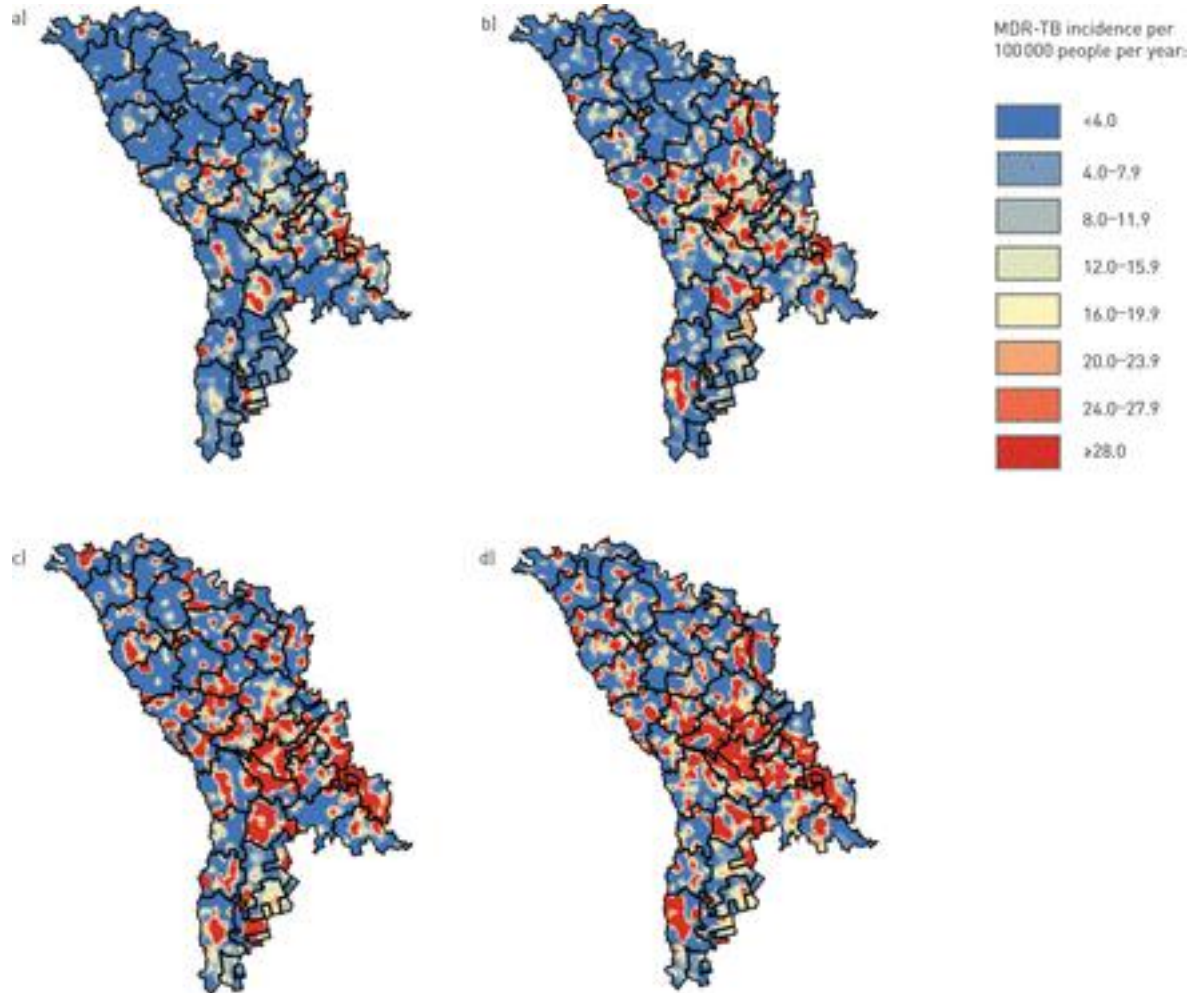 a)
b)
MDR-TB incidence per
100000 people per year:
<4.0
4.0–7.9
8.0–11.9
12.0–15.9
16.0–19.9
20.0–23.9
24.0–27.9
≥28.0
c)
d)